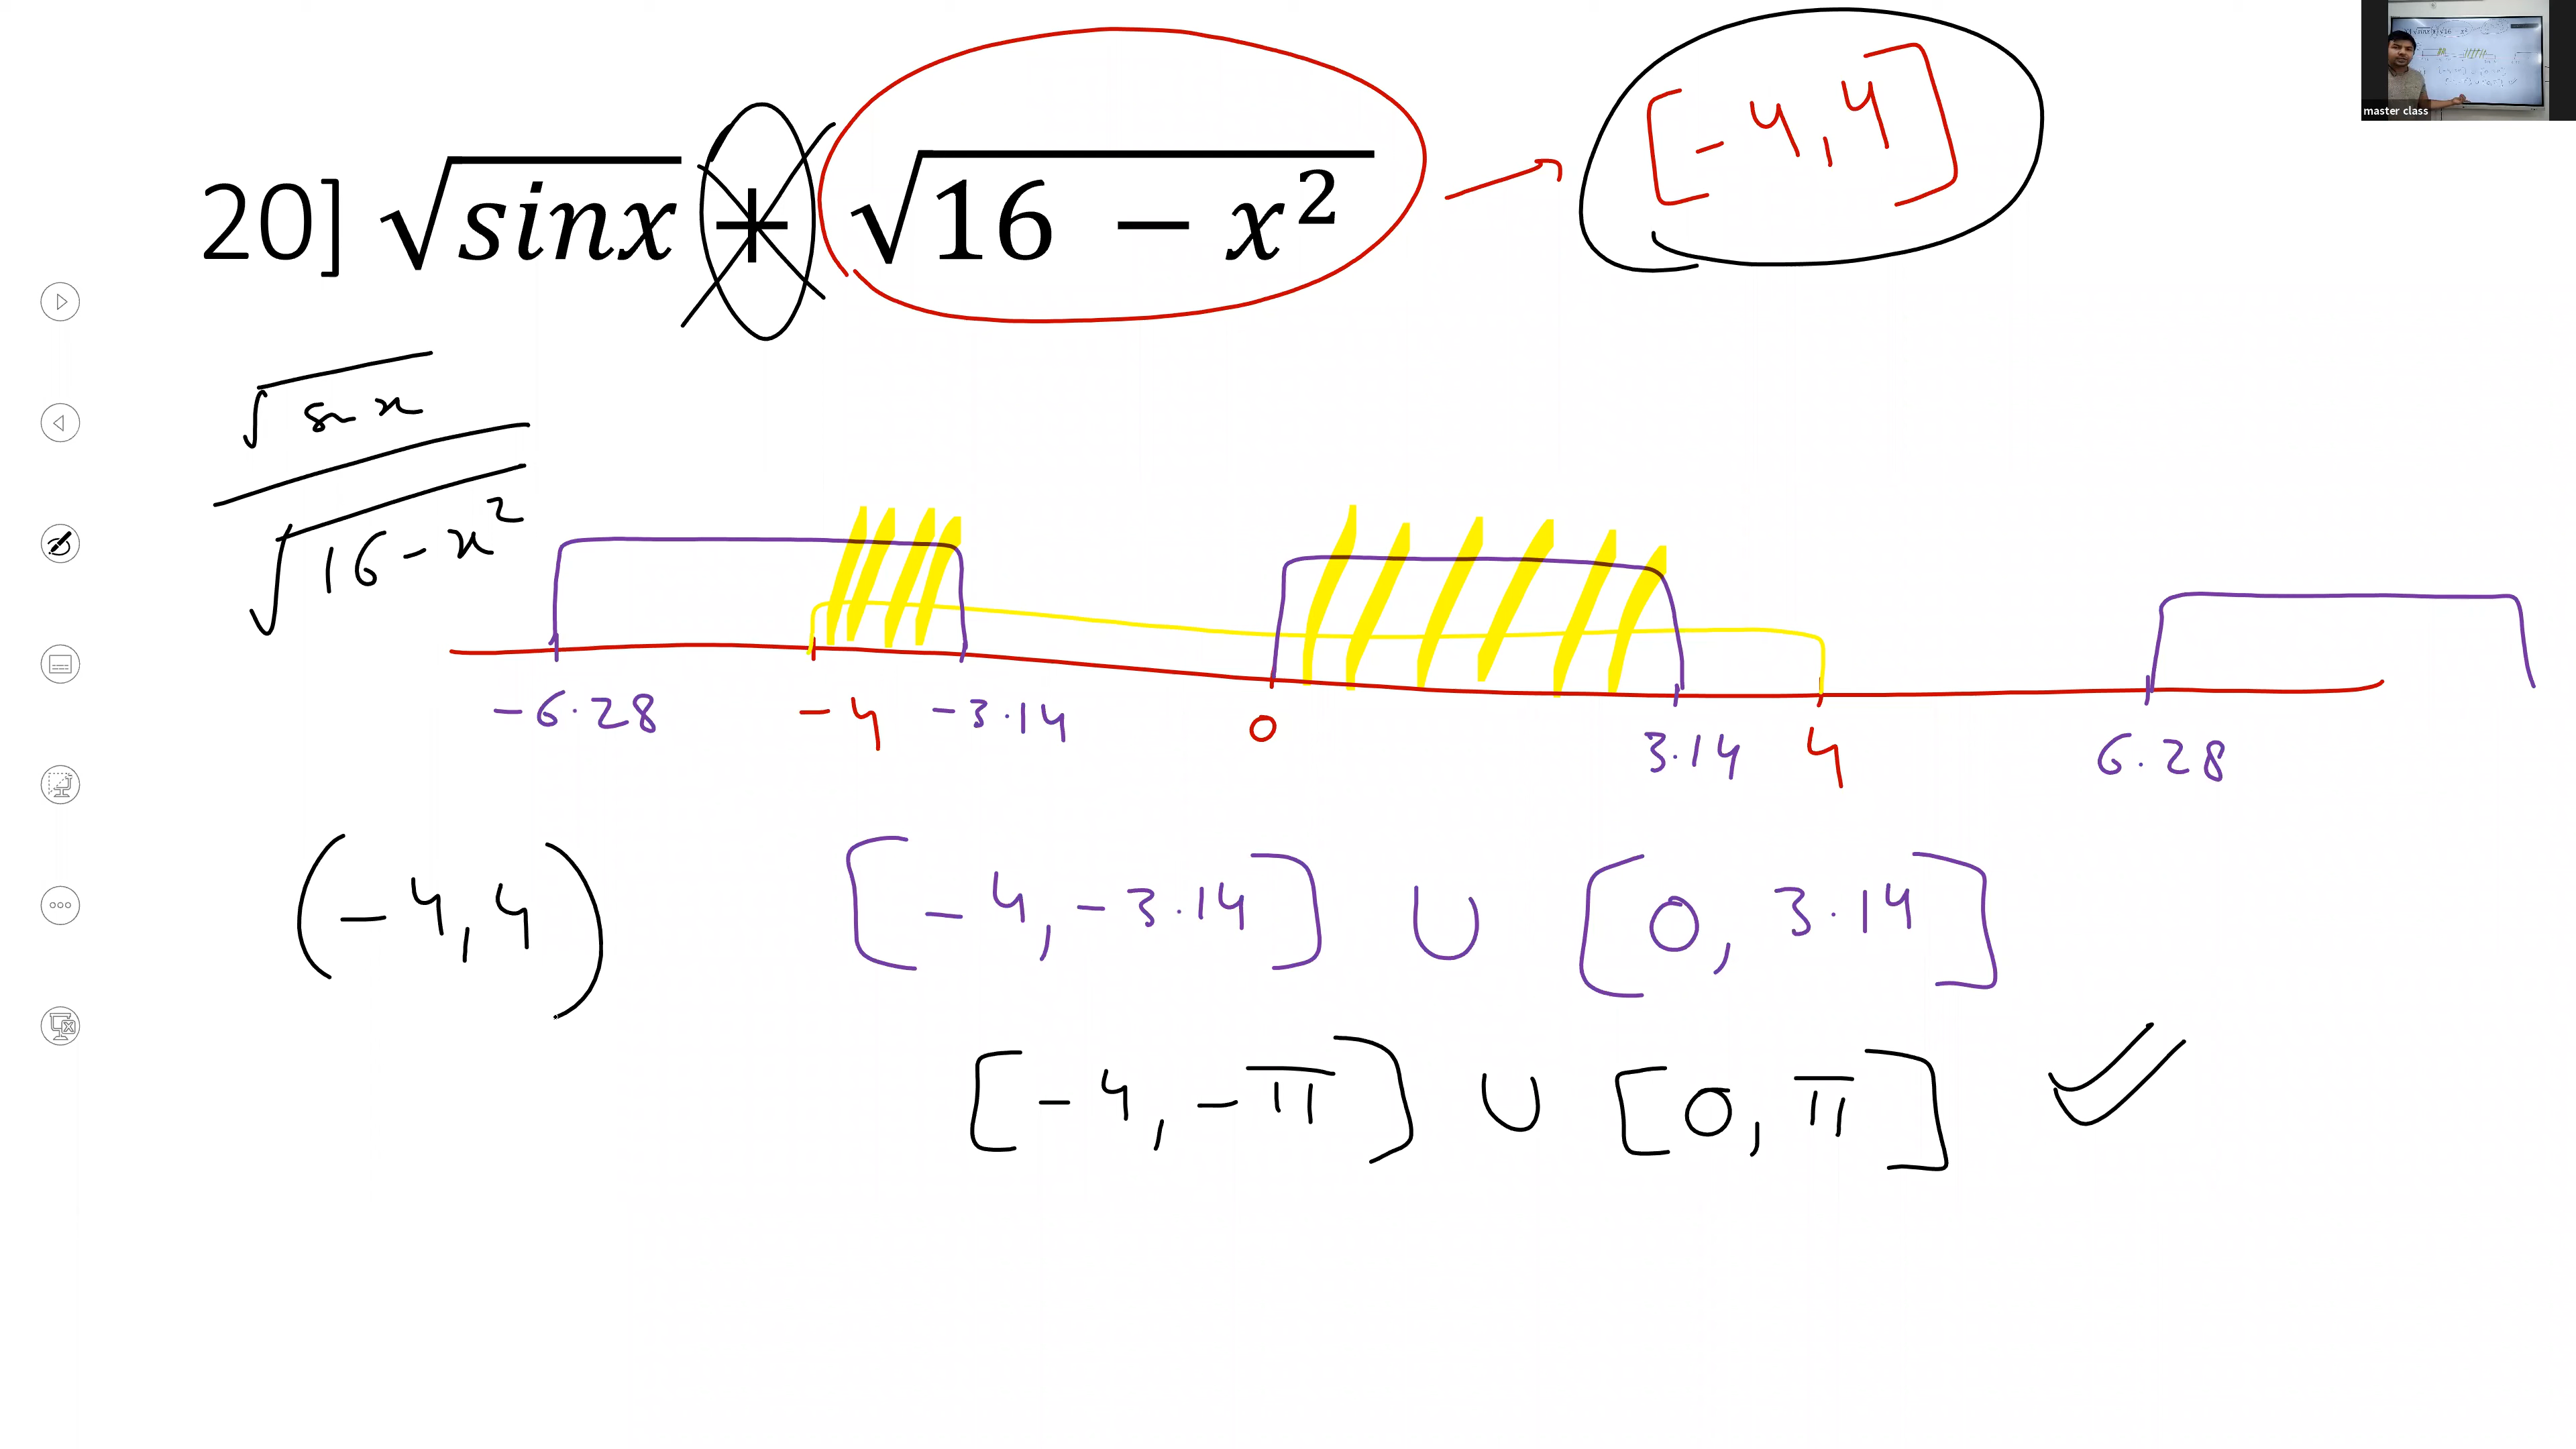 20] √sinx + √16 − x²
[-4, 4]
master class
√sin x
√16 - x²
-6.28 -4 -3.14 0 3.14 4 6.28
(-4, 4)
[-4, -3.14] ∪ [0, 3.14]
[-4, -π] ∪ [0, π]